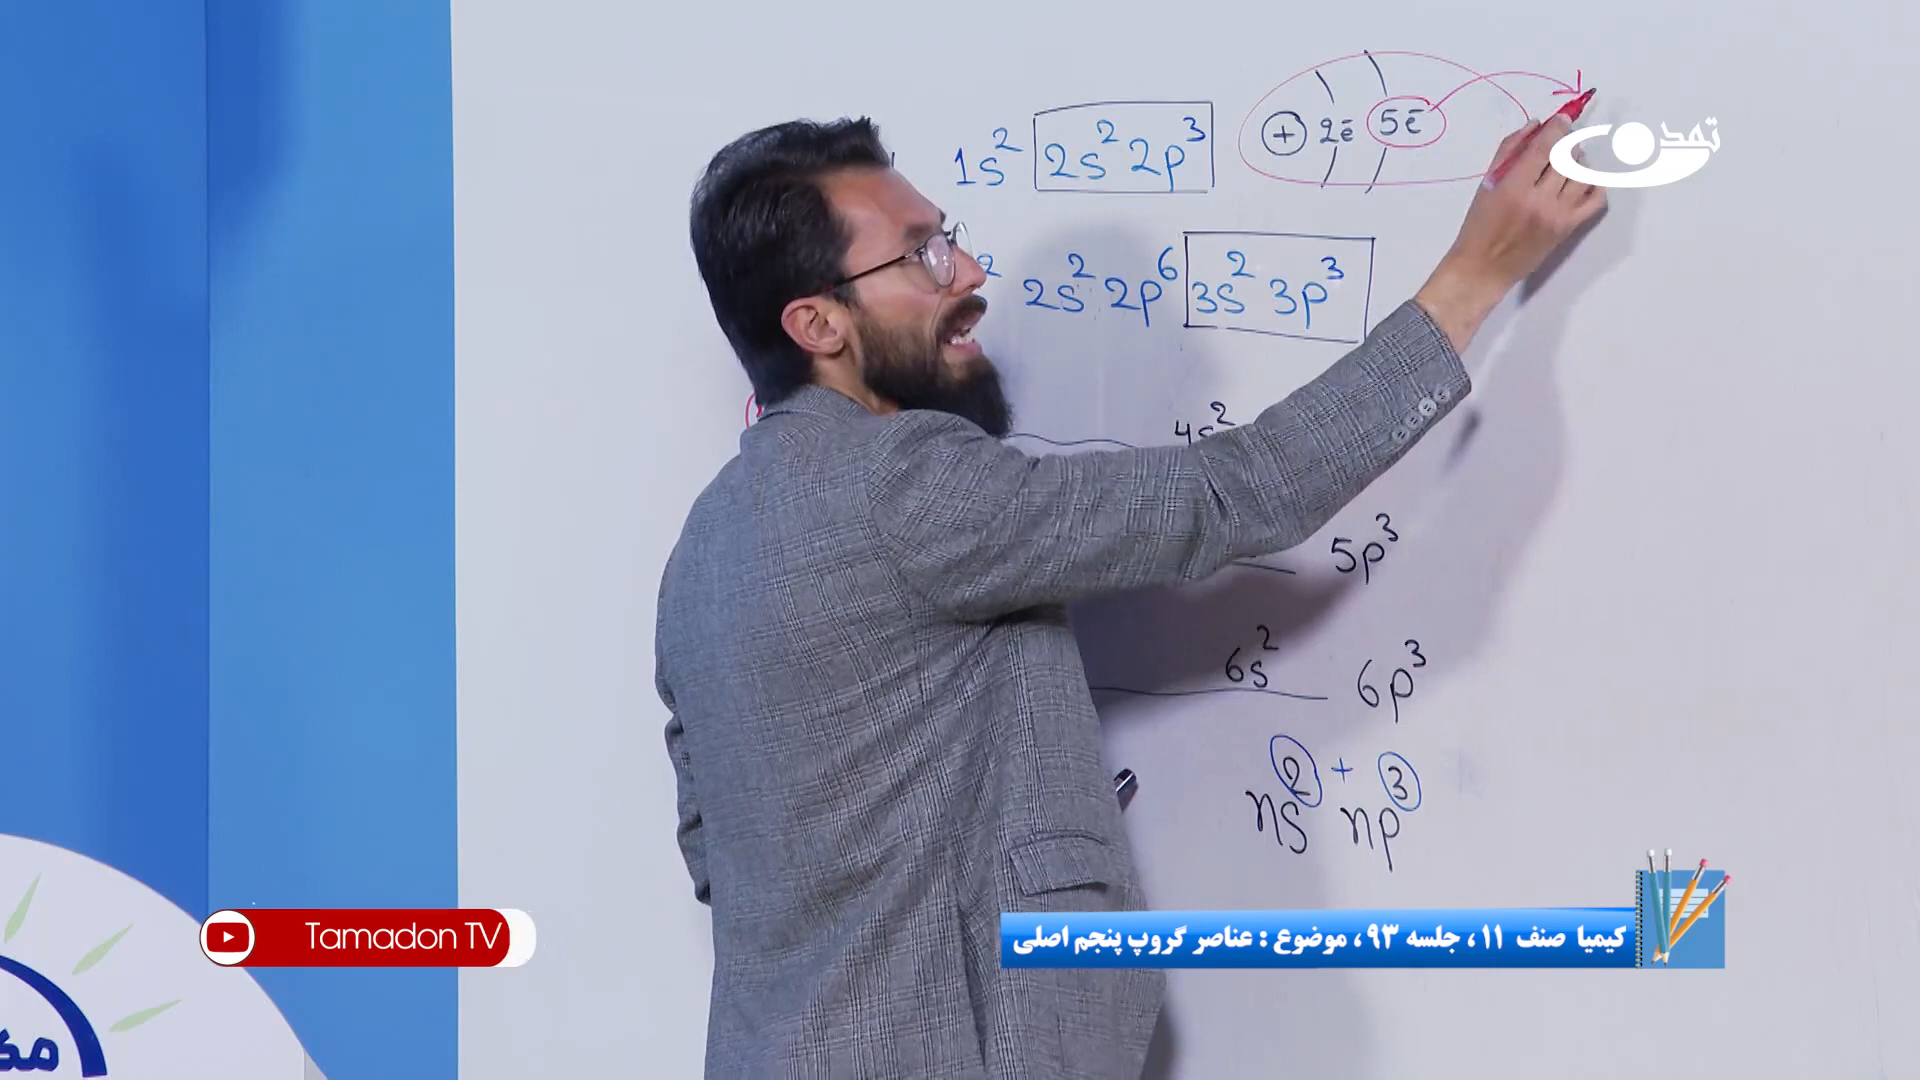 1s² 2s² 2p³
+ 2ē 5ē
تمدن
2 2s² 2p⁶ 3s² 3p³
4s²
5p³
6s² 6p³
ns² + np³
Tamadon TV
کیمیا صنف ۱۱، جلسه ۹۳، موضوع : عناصر گروپ پنجم اصلی